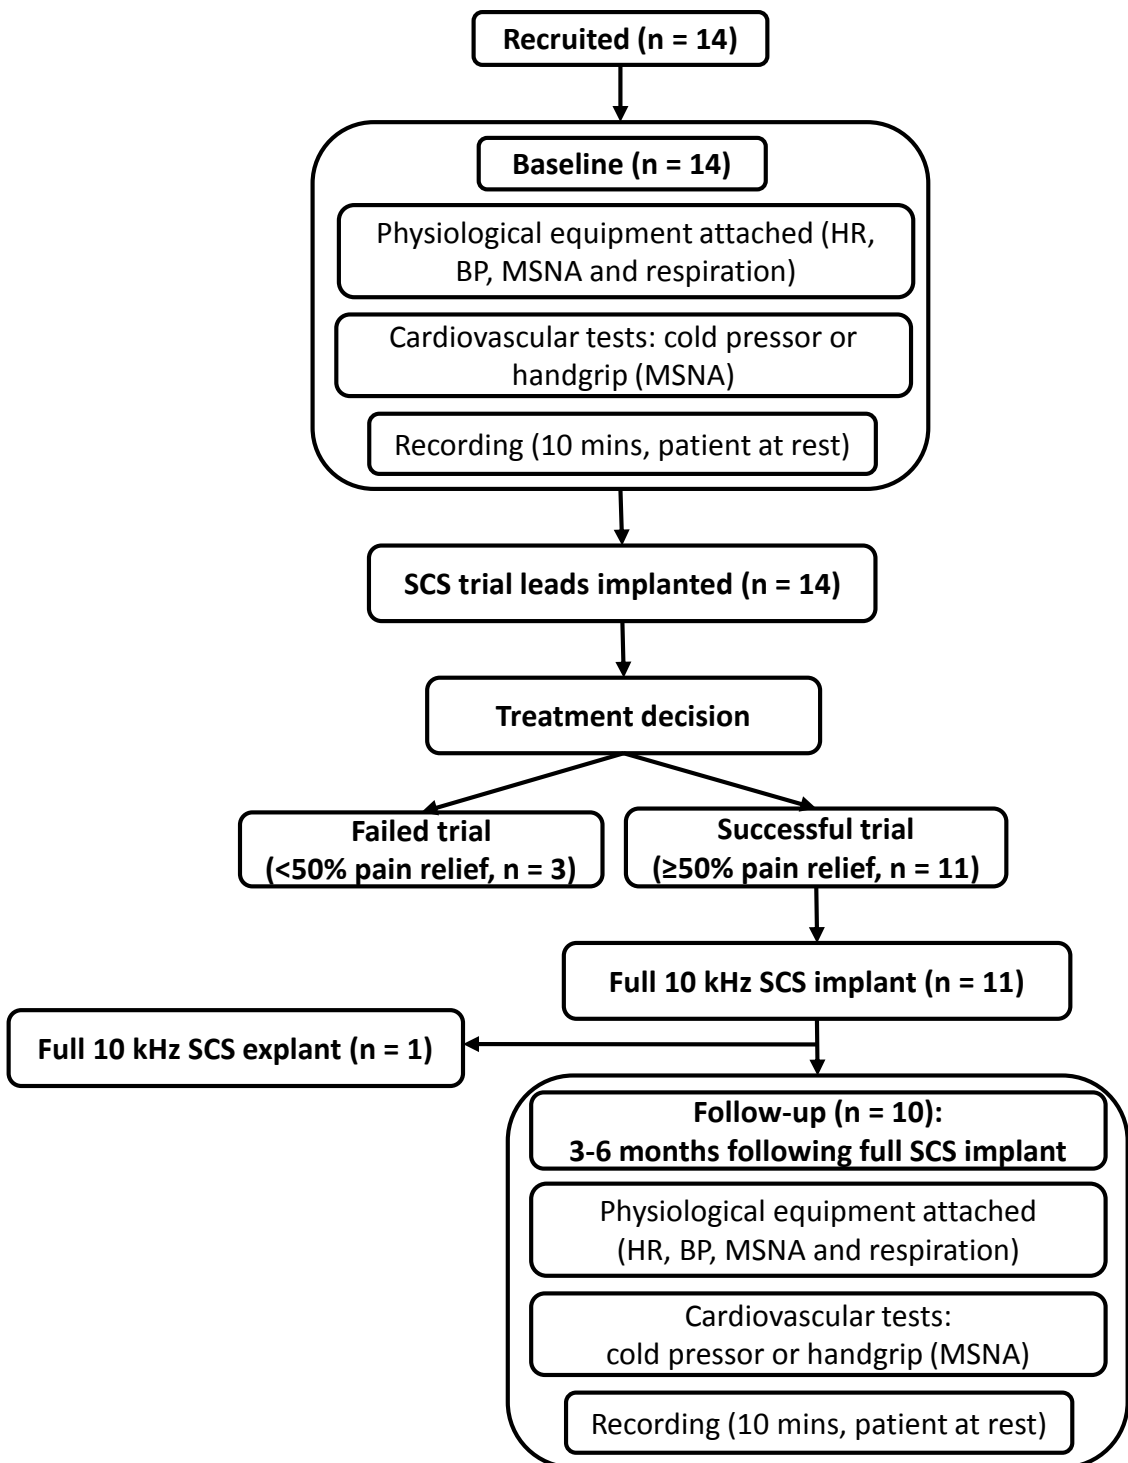 Recruited (n = 14)
Baseline (n = 14)
Physiological equipment attached (HR,
BP, MSNA and respiration)
Cardiovascular tests: cold pressor or
handgrip (MSNA)
Recording (10 mins, patient at rest)
SCS trial leads implanted (n = 14)
Treatment decision
Failed trial
(<50% pain relief, n = 3)
Successful trial
(≥50% pain relief, n = 11)
Full 10 kHz SCS implant (n = 11)
Full 10 kHz SCS explant (n = 1)
Follow-up (n = 10):
3-6 months following full SCS implant
Physiological equipment attached
(HR, BP, MSNA and respiration)
Cardiovascular tests:
cold pressor or handgrip (MSNA)
Recording (10 mins, patient at rest)